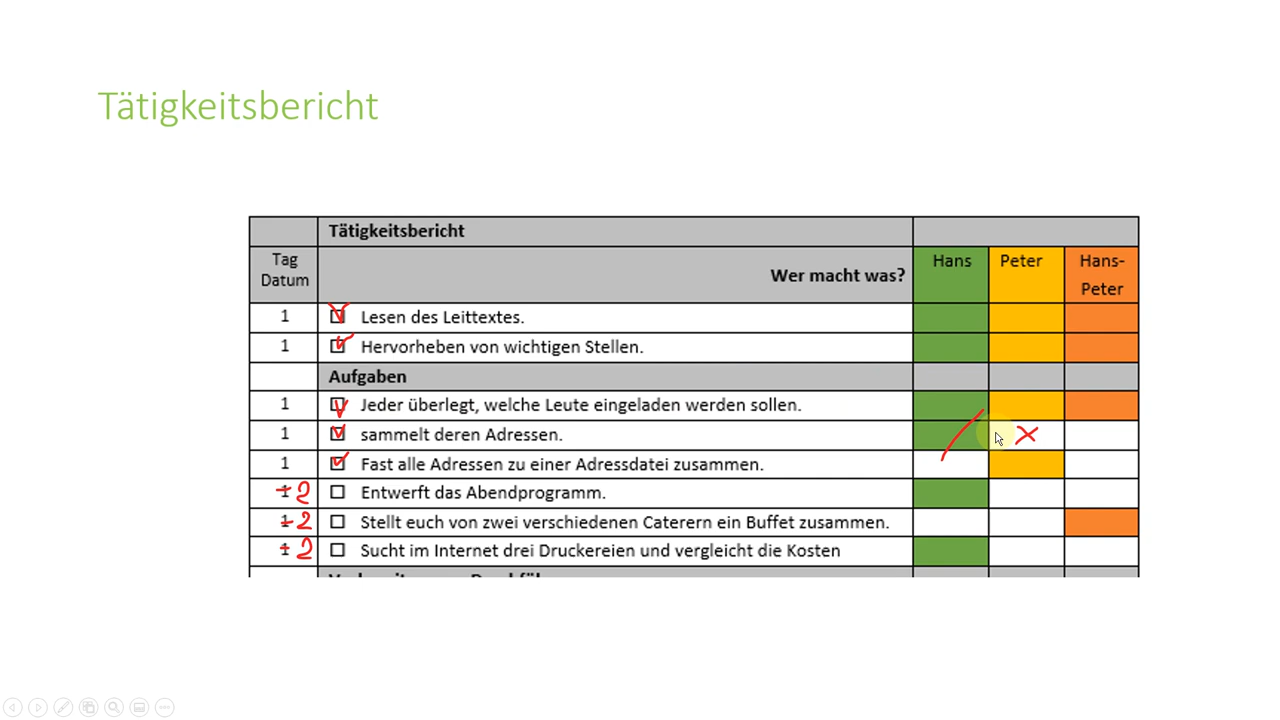 Tätigkeitsbericht
Tätigkeitsbericht
Tag Datum Wer macht was? Hans Peter Hans-Peter
1 Lesen des Leittextes.
1 Hervorheben von wichtigen Stellen.
Aufgaben
1 Jeder überlegt, welche Leute eingeladen werden sollen.
1 sammelt deren Adressen. x
1 Fast alle Adressen zu einer Adressdatei zusammen.
1 2 Entwerft das Abendprogramm.
1 2 Stellt euch von zwei verschiedenen Caterern ein Buffet zusammen.
1 2 Sucht im Internet drei Druckereien und vergleicht die Kosten